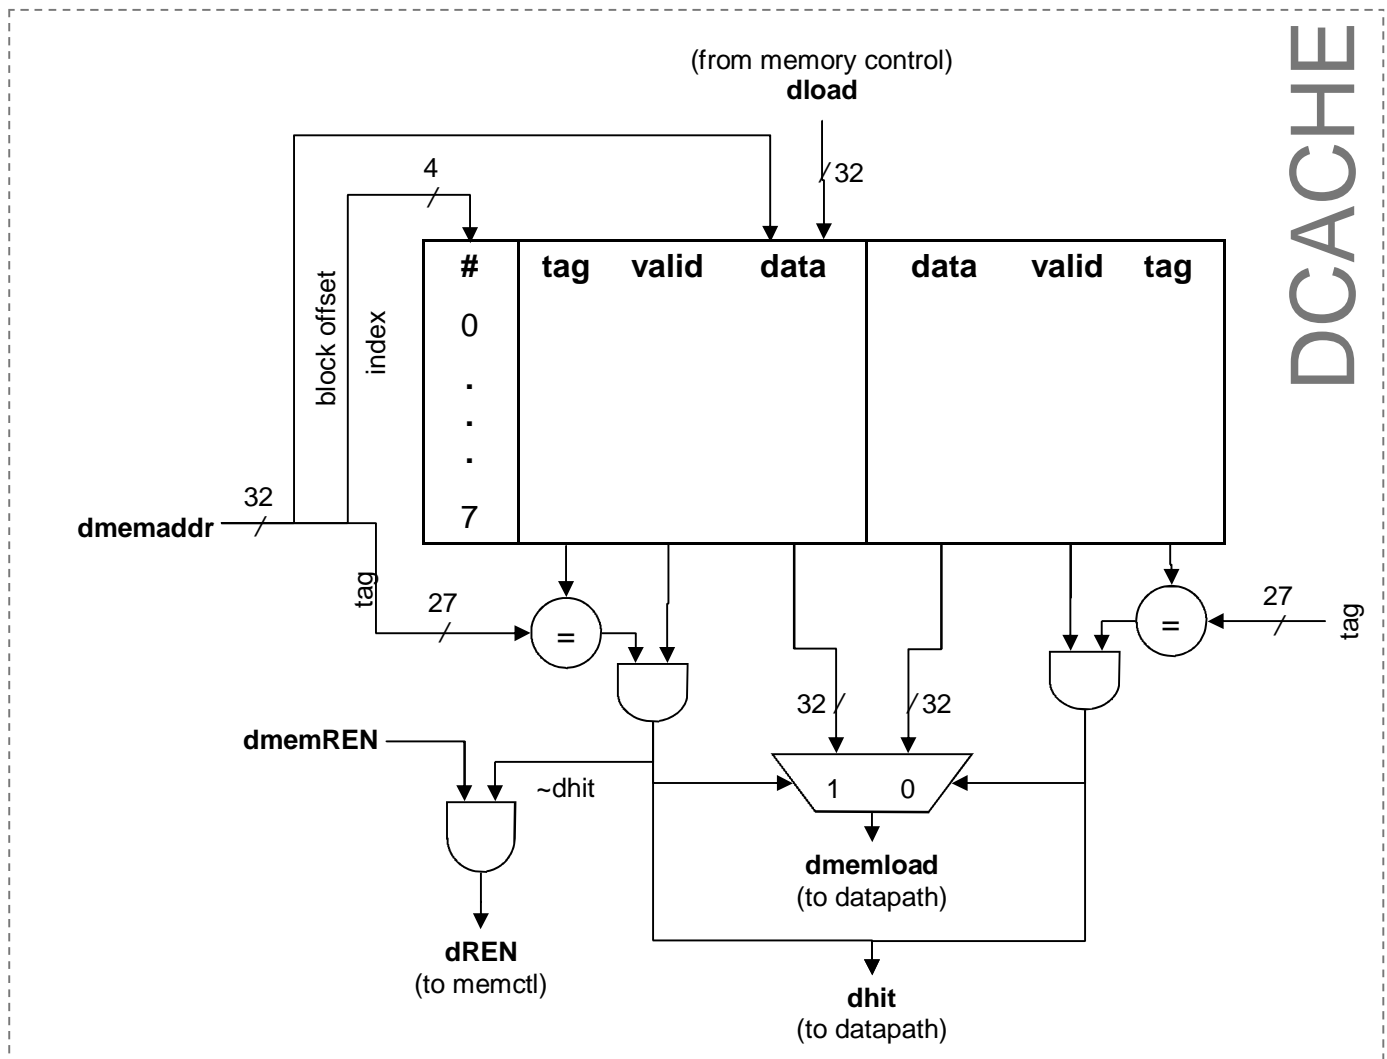 DCACHE
(from memory control)
dload
4
32
block offset
index
# tag valid data data valid tag
0
.
.
.
7
32
dmemaddr
tag
27
=
=
27
tag
32
32
dmemREN
~dhit
1 0
dmemload
(to datapath)
dREN
(to memctl)
dhit
(to datapath)